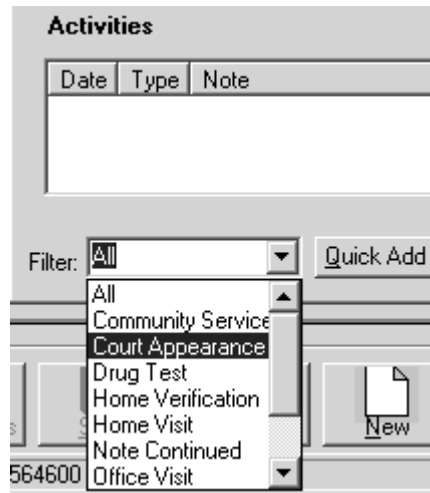 Activities
Date Type Note
Filter: All Quick Add
All
Community Service
Court Appearance
Drug Test
Home Verification
Home Visit
New
Note Continued
564600 Office Visit